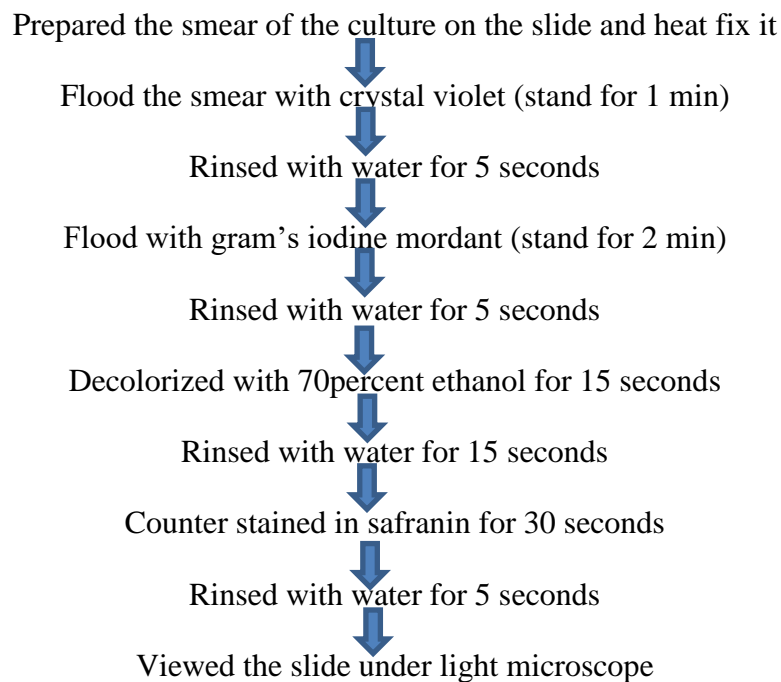 Prepared the smear of the culture on the slide and heat fix it
Flood the smear with crystal violet (stand for 1 min)
Rinsed with water for 5 seconds
Flood with gram’s iodine mordant (stand for 2 min)
Rinsed with water for 5 seconds
Decolorized with 70percent ethanol for 15 seconds
Rinsed with water for 15 seconds
Counter stained in safranin for 30 seconds
Rinsed with water for 5 seconds
Viewed the slide under light microscope